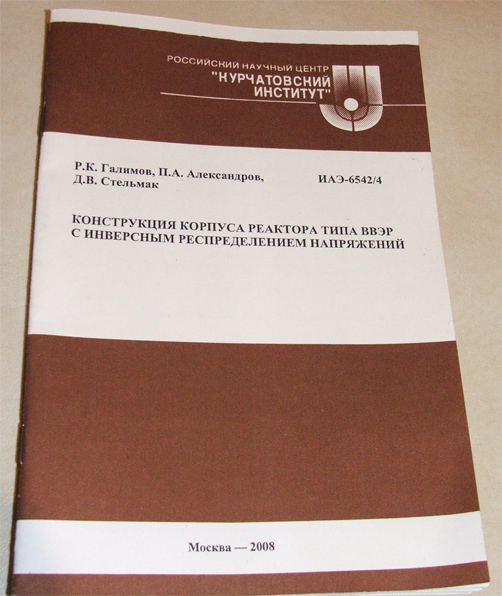 РОССИЙСКИЙ НАУЧНЫЙ ЦЕНТР
"КУРЧАТОВСКИЙ
ИНСТИТУТ"
Р.К. Галимов, П.А. Александров,
Д.В. Стельмак
ИАЭ-6542/4
КОНСТРУКЦИЯ КОРПУСА РЕАКТОРА ТИПА ВВЭР
С ИНВЕРСНЫМ РЕСПРЕДЕЛЕНИЕМ НАПРЯЖЕНИЙ
Москва — 2008